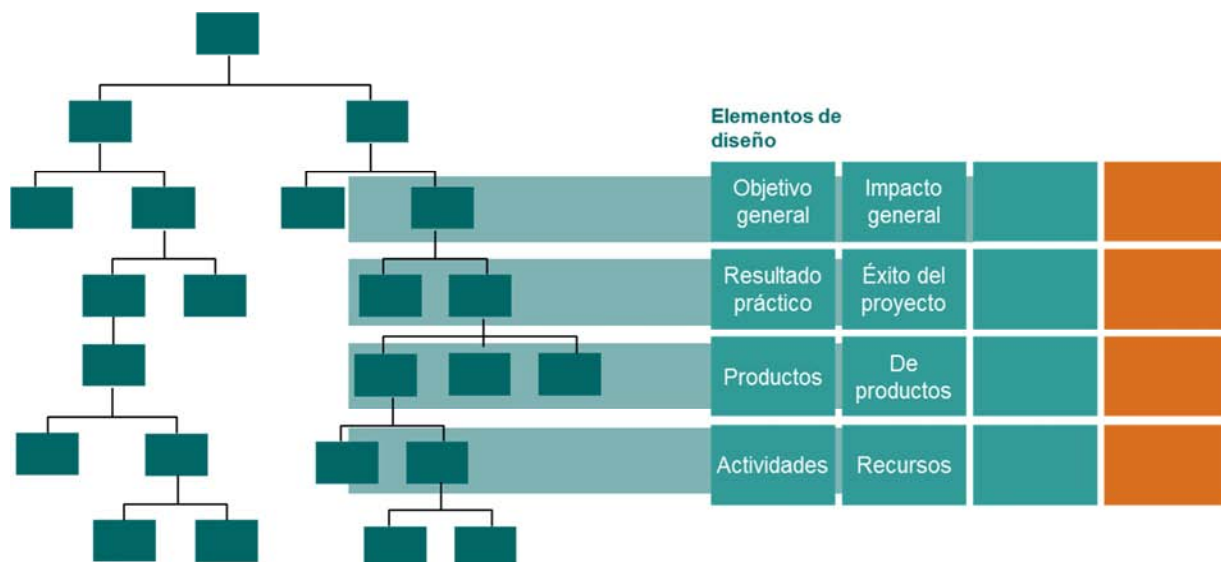 Elementos de
diseño
Objetivo
general
Impacto
general
Resultado
práctico
Éxito del
proyecto
Productos
De
productos
Actividades
Recursos